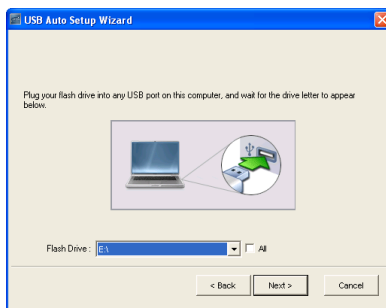 USB Auto Setup Wizard
Plug your flash drive into any USB port on this computer, and wait for the drive letter to appear
below.
Flash Drive : E:\ All
< Back Next > Cancel